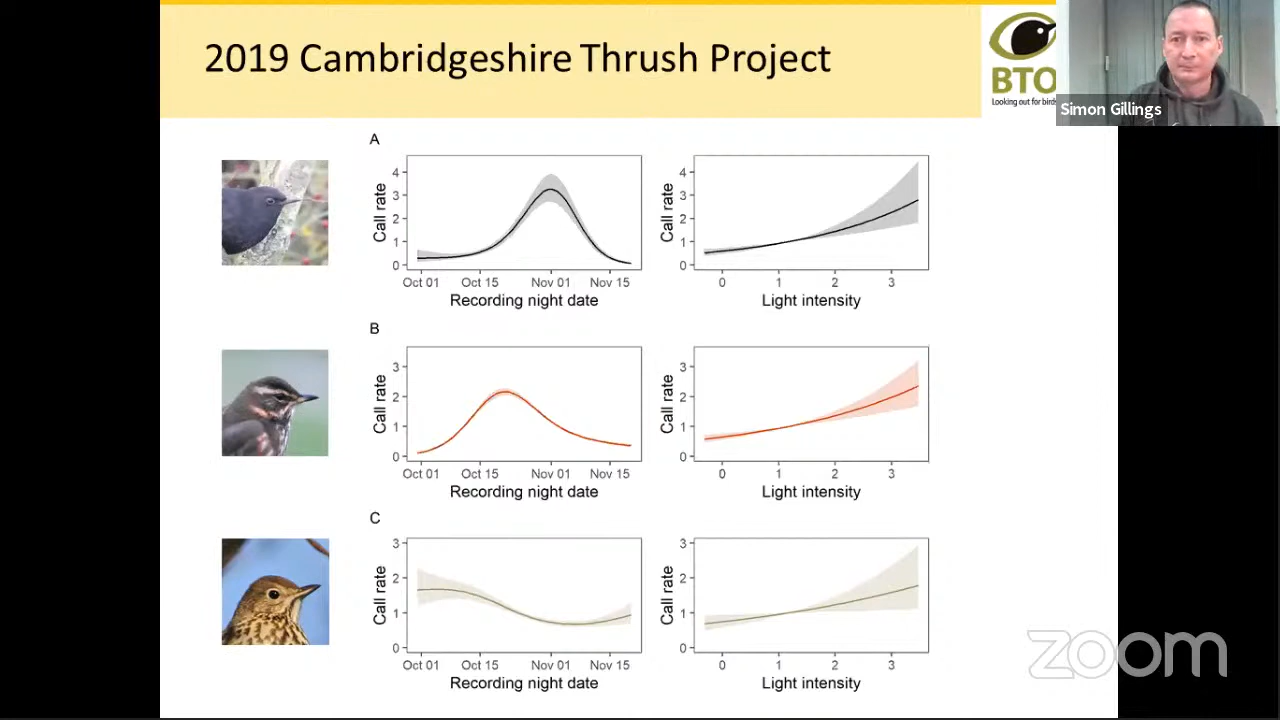 2019 Cambridgeshire Thrush Project
BTO
Looking out for birds
Simon Gillings
A
Call rate
4
3
2
1
0
Oct 01 Oct 15 Nov 01 Nov 15
Recording night date
Call rate
4
3
2
1
0
0 1 2 3
Light intensity
B
Call rate
3
2
1
0
Oct 01 Oct 15 Nov 01 Nov 15
Recording night date
Call rate
3
2
1
0
0 1 2 3
Light intensity
C
Call rate
3
2
1
0
Oct 01 Oct 15 Nov 01 Nov 15
Recording night date
Call rate
3
2
1
0
0 1 2 3
Light intensity
zoom